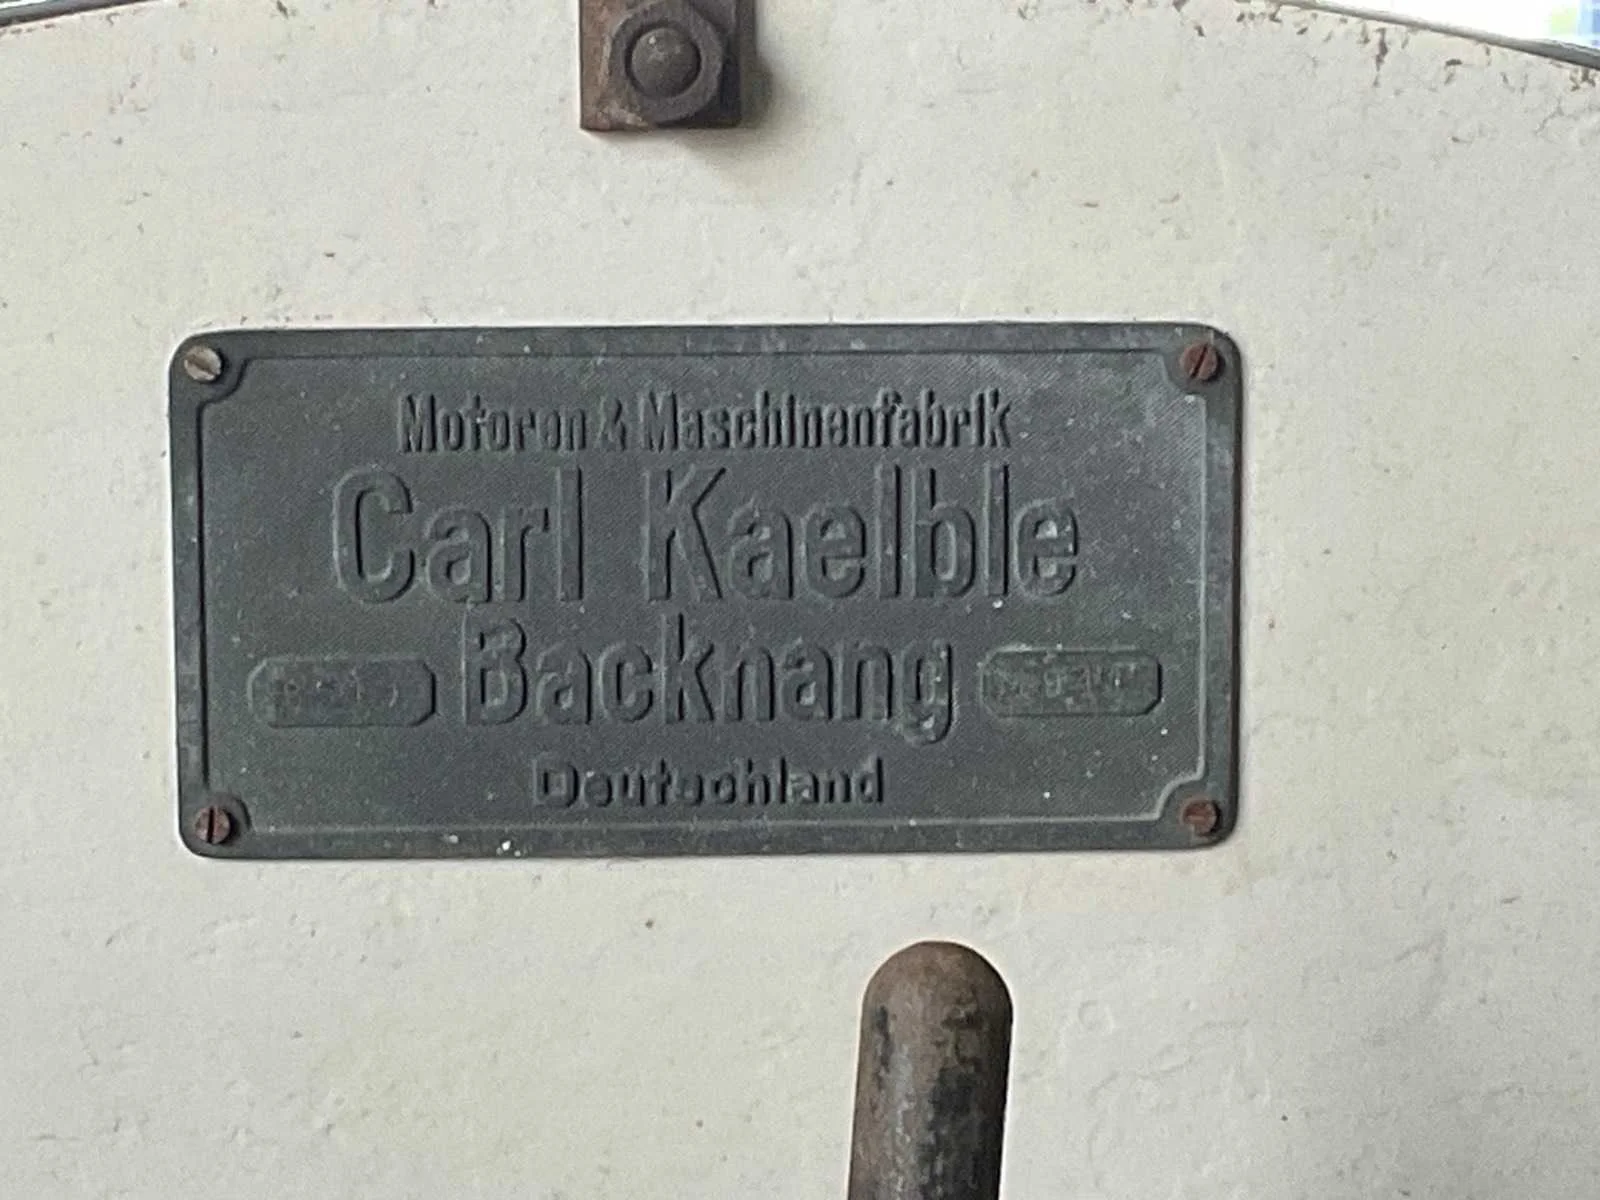 Motoren & Maschinenfabrik
Carl Kaelble
Backnang
Deutschland